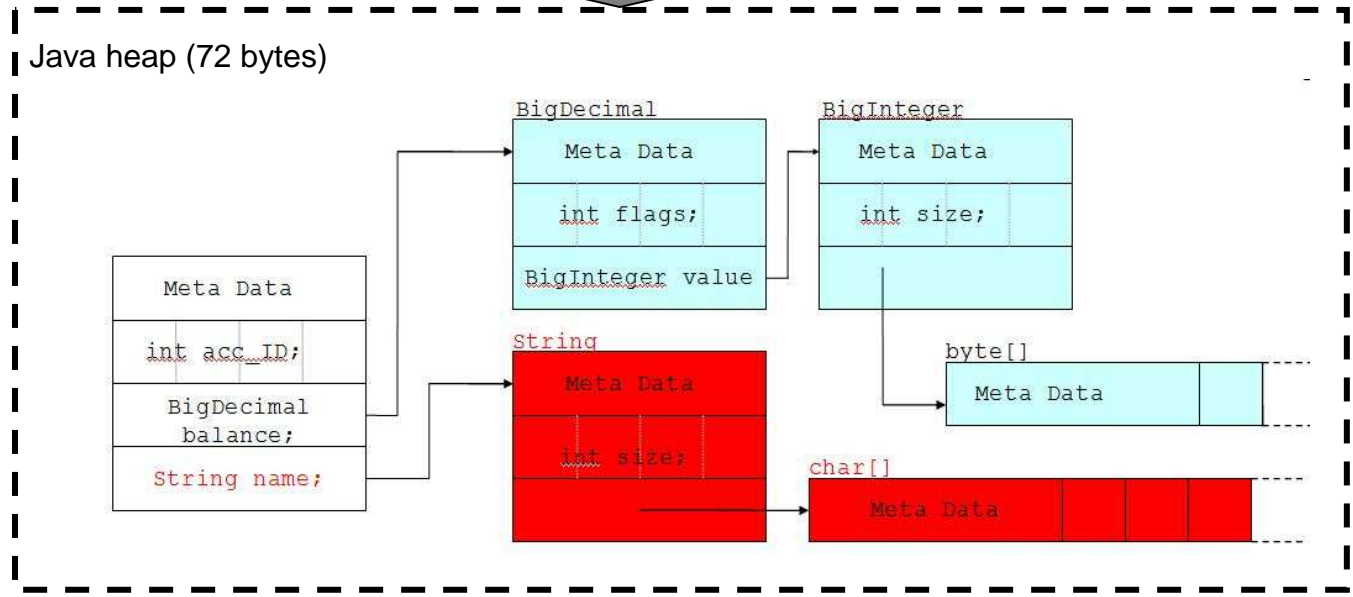 Java heap (72 bytes)
BigDecimal
Meta Data
int flags;
BigInteger value
BigInteger
Meta Data
int size;
Meta Data
int acc_ID;
BigDecimal
balance;
String name;
String
Meta Data
int size;
byte[]
Meta Data
char[]
Meta Data